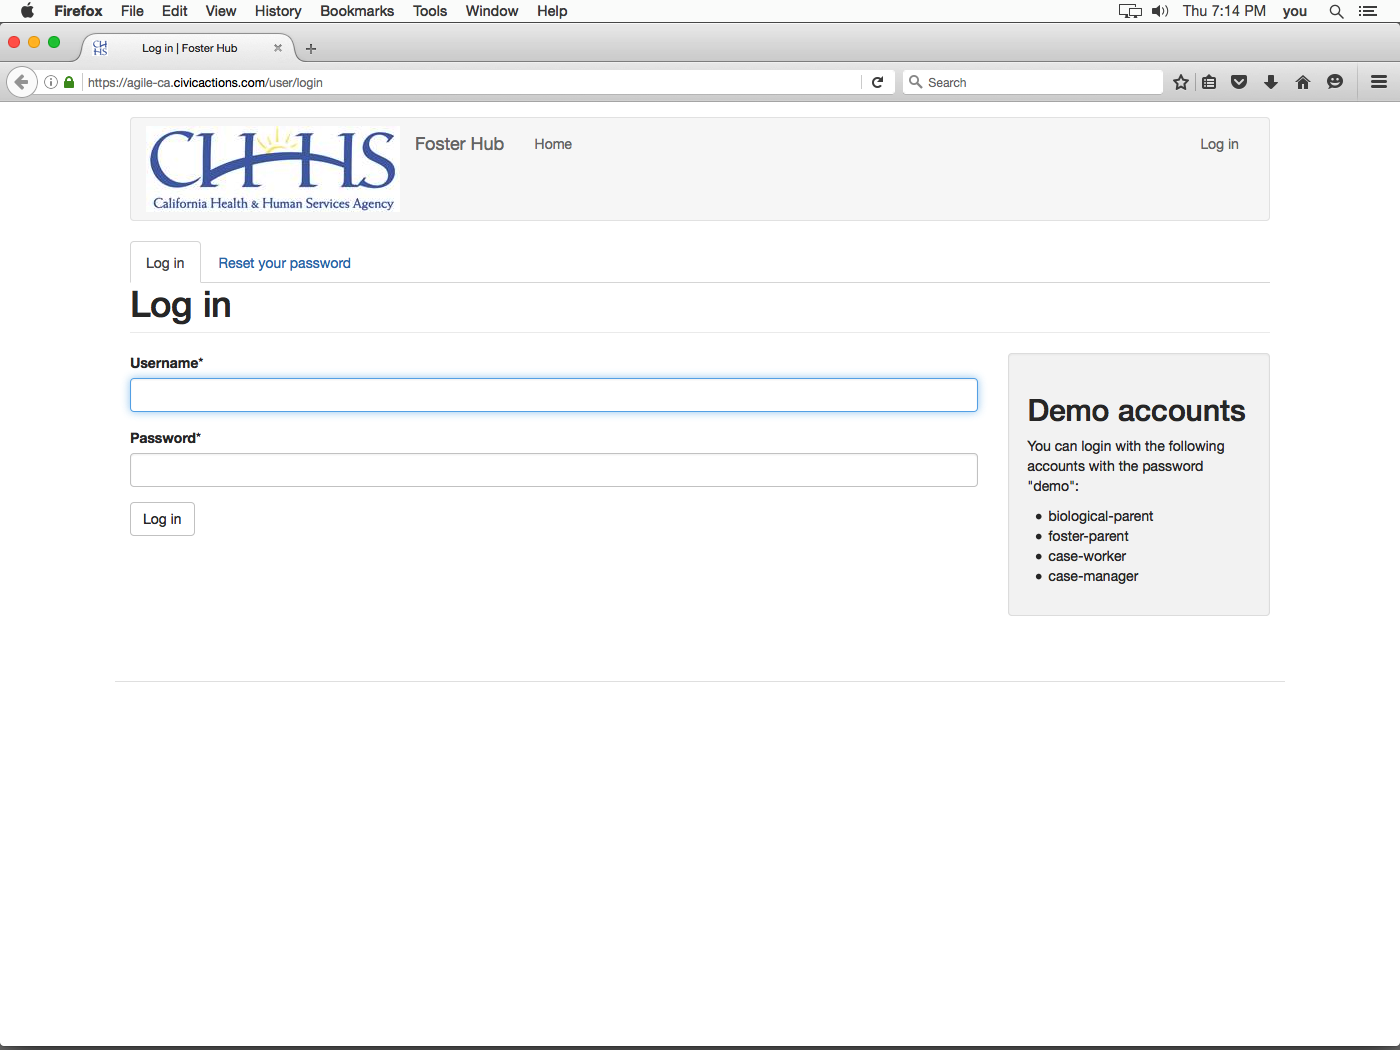 Firefox File Edit View History Bookmarks Tools Window Help Thu 7:14 PM you
CH HS Log in | Foster Hub
https://agile-ca.civicactions.com/user/login Search
CHHS
California Health & Human Services Agency
Foster Hub Home Log in
Log in Reset your password
Log in
Username*
Password*
Log in
Demo accounts
You can login with the following
accounts with the password
"demo":
• biological-parent
• foster-parent
• case-worker
• case-manager